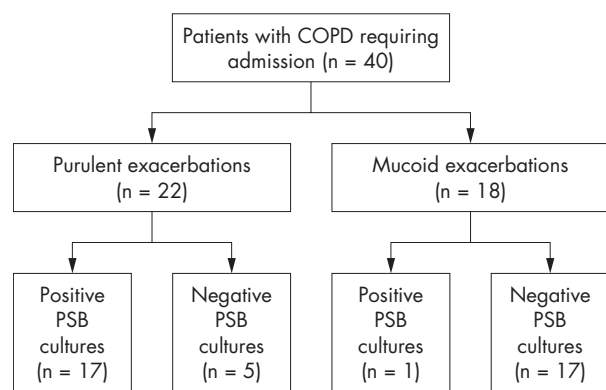 Patients with COPD requiring
admission (n = 40)
Purulent exacerbations
(n = 22)
Mucoid exacerbations
(n = 18)
Positive
PSB
cultures
(n = 17)
Negative
PSB
cultures
(n = 5)
Positive
PSB
cultures
(n = 1)
Negative
PSB
cultures
(n = 17)